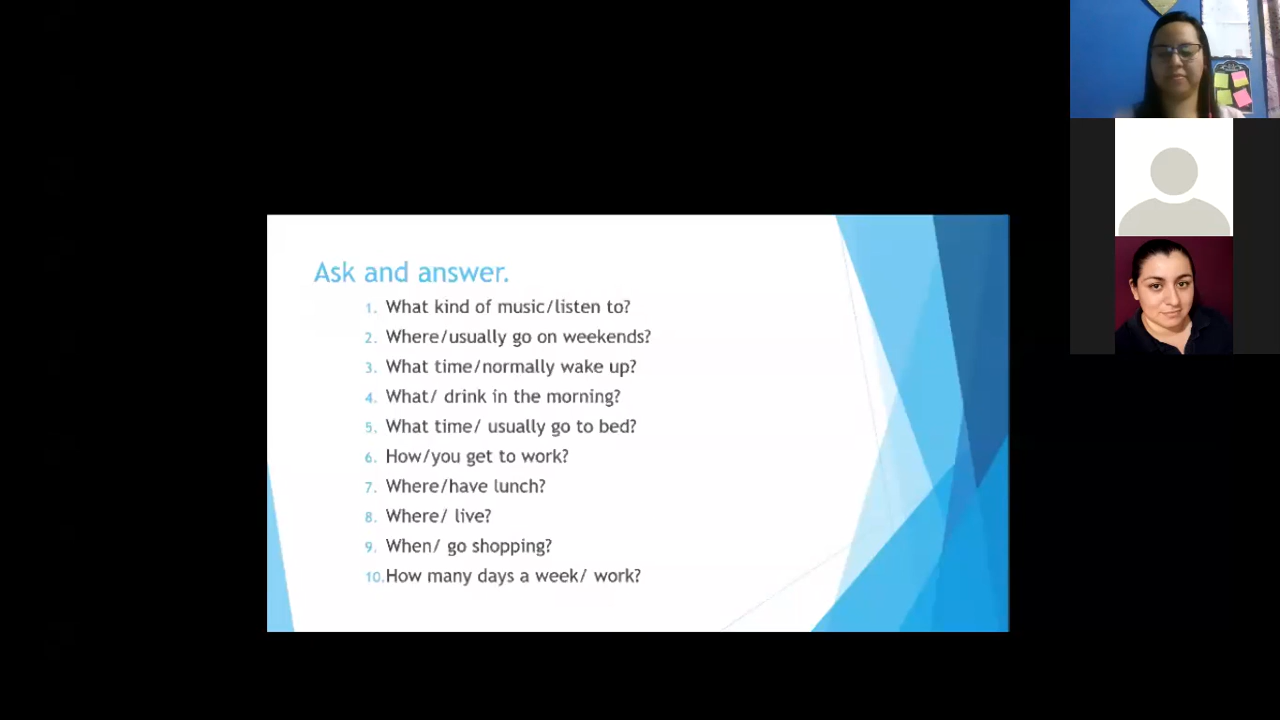 Ask and answer.
1. What kind of music/listen to?
2. Where/usually go on weekends?
3. What time/normally wake up?
4. What/ drink in the morning?
5. What time/ usually go to bed?
6. How/you get to work?
7. Where/have lunch?
8. Where/ live?
9. When/ go shopping?
10. How many days a week/ work?